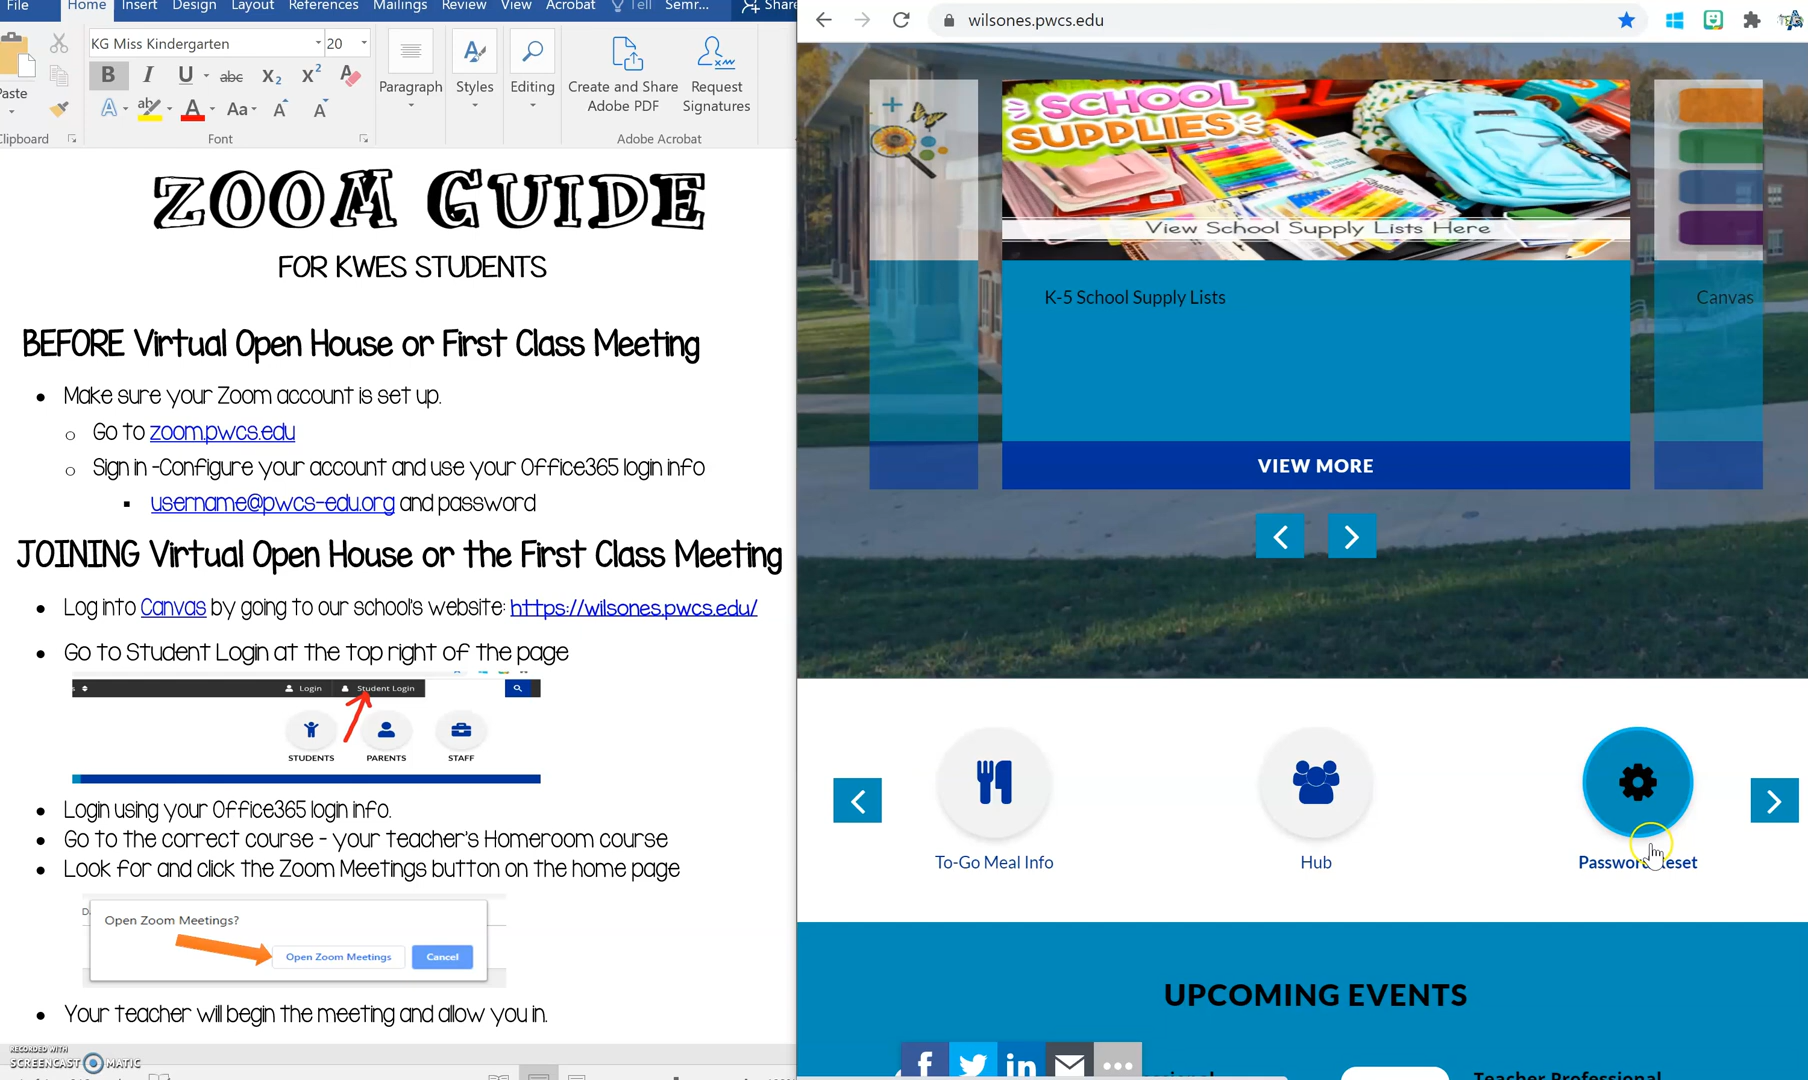 File Home Insert Design Layout References Mailings Review View Acrobat Tell Semr... Share
KG Miss Kindergarten 20
B I U abc X2 X2
A A Aa A A
Paste
Paragraph Styles Editing Create and Share Adobe PDF Request Signatures
Clipboard Font Adobe Acrobat
ZOOM GUIDE
FOR KWES STUDENTS
BEFORE Virtual Open House or First Class Meeting
• Make sure your Zoom account is set up.
o Go to zoom.pwcs.edu
o Sign in -Configure your account and use your Office365 login info
▪ username@pwcs-edu.org and password
JOINING Virtual Open House or the First Class Meeting
• Log into Canvas by going to our school's website: https://wilsones.pwcs.edu/
• Go to Student Login at the top right of the page
s Login Student Login
STUDENTS PARENTS STAFF
• Login using your Office365 login info.
• Go to the correct course - your teacher's Homeroom course
• Look for and click the Zoom Meetings button on the home page
Open Zoom Meetings?
Open Zoom Meetings Cancel
• Your teacher will begin the meeting and allow you in.
RECORDED WITH
SCREENCAST MATIC
wilsones.pwcs.edu
SCHOOL
SUPPLIES
View School Supply Lists Here
K-5 School Supply Lists
Canvas
VIEW MORE
To-Go Meal Info Hub Password Reset
UPCOMING EVENTS
Teacher Professional